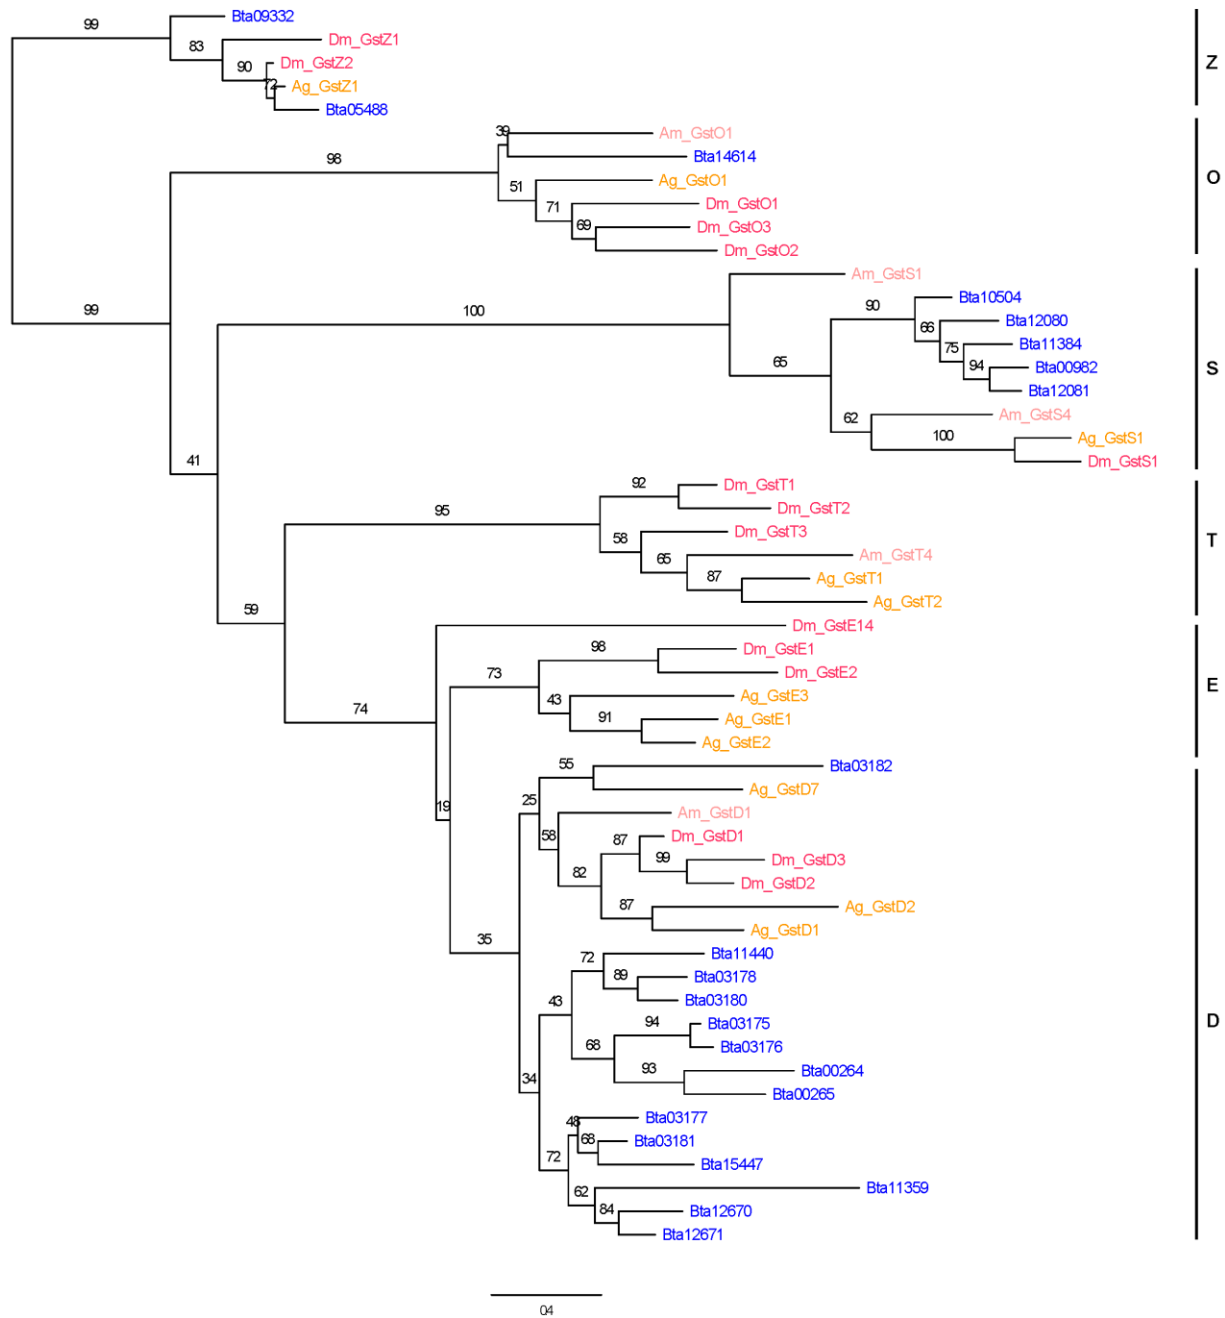 99
Bta09332
83
Dm_GstZ1
90
Dm_GstZ2
72
Ag_GstZ1
Bta05488
Z
39
Am_GstO1
Bta14614
98
51
Ag_GstO1
71
Dm_GstO1
69
Dm_GstO3
Dm_GstO2
O
99
100
Am_GstS1
90
Bta10504
66
Bta12080
75
Bta11384
94
Bta00982
Bta12081
65
62
Am_GstS4
100
Ag_GstS1
Dm_GstS1
S
41
95
92
Dm_GstT1
Dm_GstT2
58
Dm_GstT3
65
Am_GstT4
87
Ag_GstT1
Ag_GstT2
T
59
74
Dm_GstE14
98
Dm_GstE1
Dm_GstE2
73
43
Ag_GstE3
91
Ag_GstE1
Ag_GstE2
E
19
55
Bta03182
Ag_GstD7
25
58
Am_GstD1
87
Dm_GstD1
99
Dm_GstD3
Dm_GstD2
82
87
Ag_GstD2
Ag_GstD1
35
72
Bta11440
89
Bta03178
Bta03180
43
94
Bta03175
Bta03176
68
93
Bta00264
Bta00265
34
48
Bta03177
68
Bta03181
Bta15447
72
62
Bta11359
84
Bta12670
Bta12671
D
04